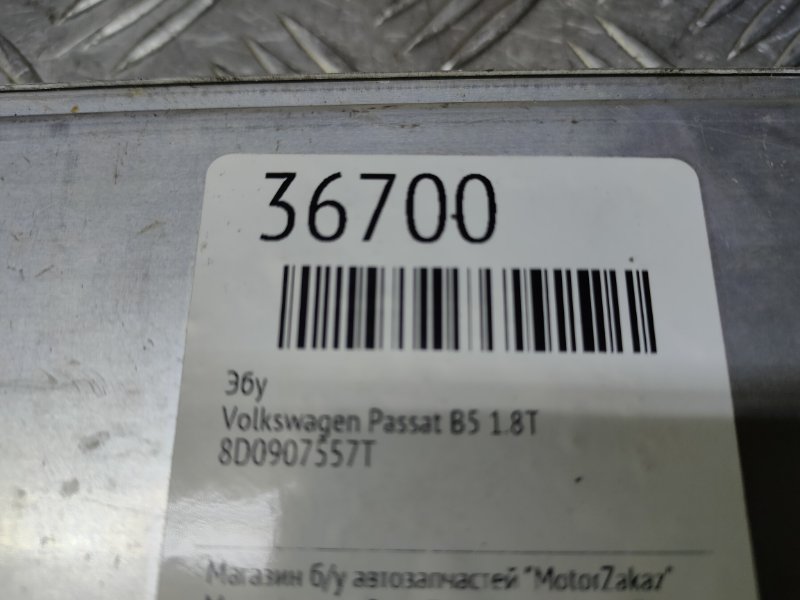 36700
Эбу
Volkswagen Passat B5 1.8T
8D0907557T
Магазин б/у автозапчастей "MotorZakaz"